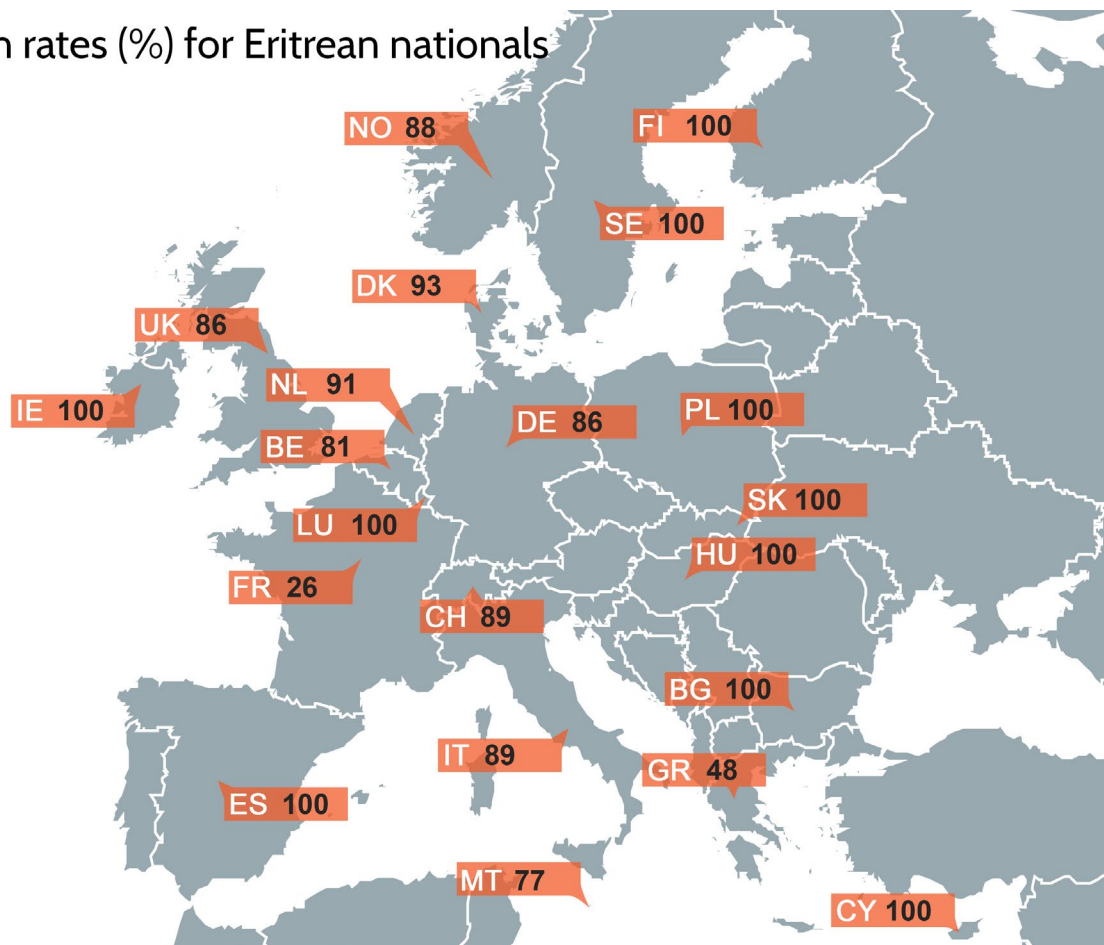 n rates (%) for Eritrean nationals
NO 88
FI 100
SE 100
DK 93
UK 86
NL 91
IE 100
DE 86
PL 100
BE 81
SK 100
LU 100
HU 100
FR 26
CH 89
BG 100
IT 89
GR 48
ES 100
MT 77
CY 100